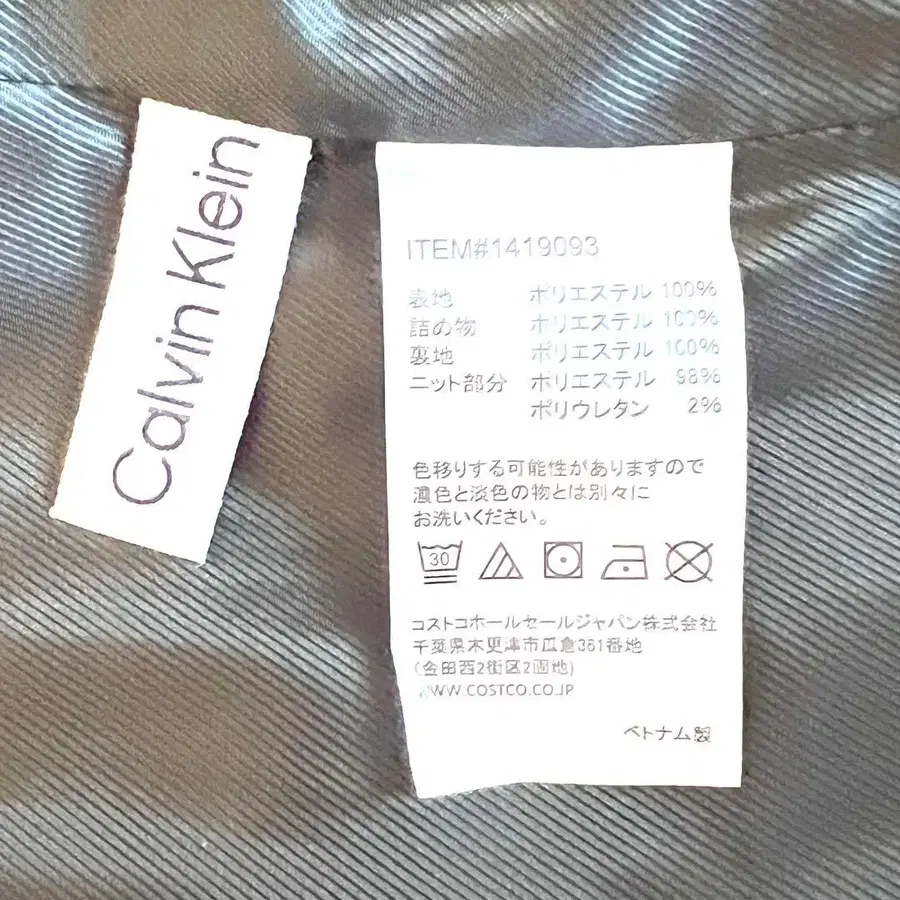 Calvin Klein
ITEM#1419093
表地 ポリエステル 100%
詰め物 ポリエステル 100%
裏地 ポリエステル 100%
ニット部分 ポリエステル 98%
ポリウレタン 2%
色移りする可能性がありますので
濃色と淡色の物とは別々に
お洗いください。
30
コストコホールセールジャパン株式会社
千葉県木更津市瓜倉361番地
(金田西2街区2画地)
WWW.COSTCO.CO.JP
ベトナム製